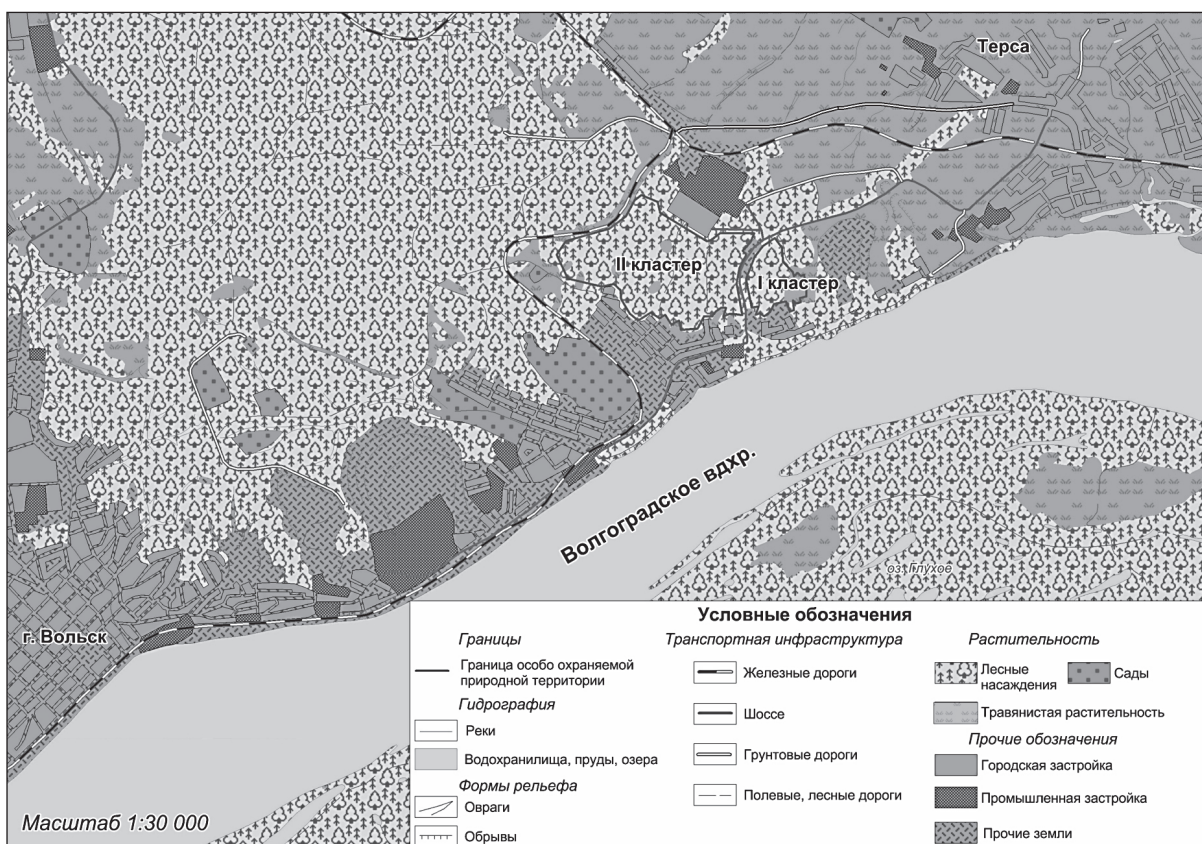 Терса
II кластер
I кластер
Волгоградское вдхр.
оз. Глухое
г. Вольск
Масштаб 1:30 000
Условные обозначения
Границы
Граница особо охраняемой
природной территории
Гидрография
Реки
Водохранилища, пруды, озера
Формы рельефа
Овраги
Обрывы
Транспортная инфраструктура
Железные дороги
Шоссе
Грунтовые дороги
Полевые, лесные дороги
Растительность
Лесные
насаждения
Сады
Травянистая растительность
Прочие обозначения
Городская застройка
Промышленная застройка
Прочие земли